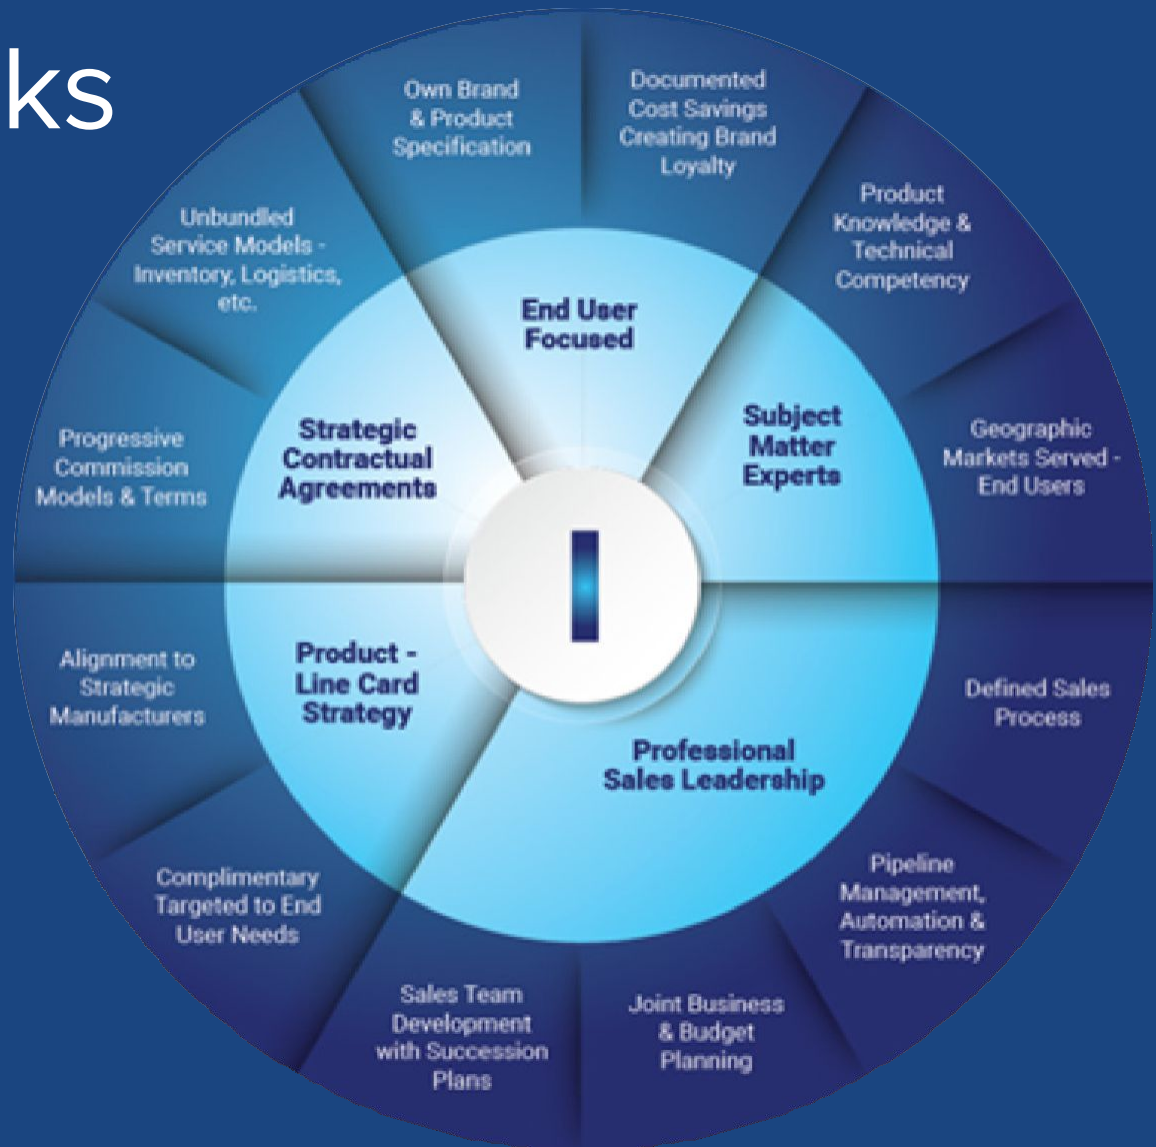 ks
Own Brand
& Product
Specification
Documented
Cost Savings
Creating Brand
Loyalty
Product
Knowledge &
Technical
Competency
Geographic
Markets Served -
End Users
Defined Sales
Process
Pipeline
Management,
Automation &
Transparency
Joint Business
& Budget
Planning
Sales Team
Development
with Succession
Plans
Complimentary
Targeted to End
User Needs
Alignment to
Strategic
Manufacturers
Progressive
Commission
Models & Terms
Unbundled
Service Models -
Inventory, Logistics,
etc.
End User
Focused
Subject
Matter
Experts
Professional
Sales Leadership
Product -
Line Card
Strategy
Strategic
Contractual
Agreements
I